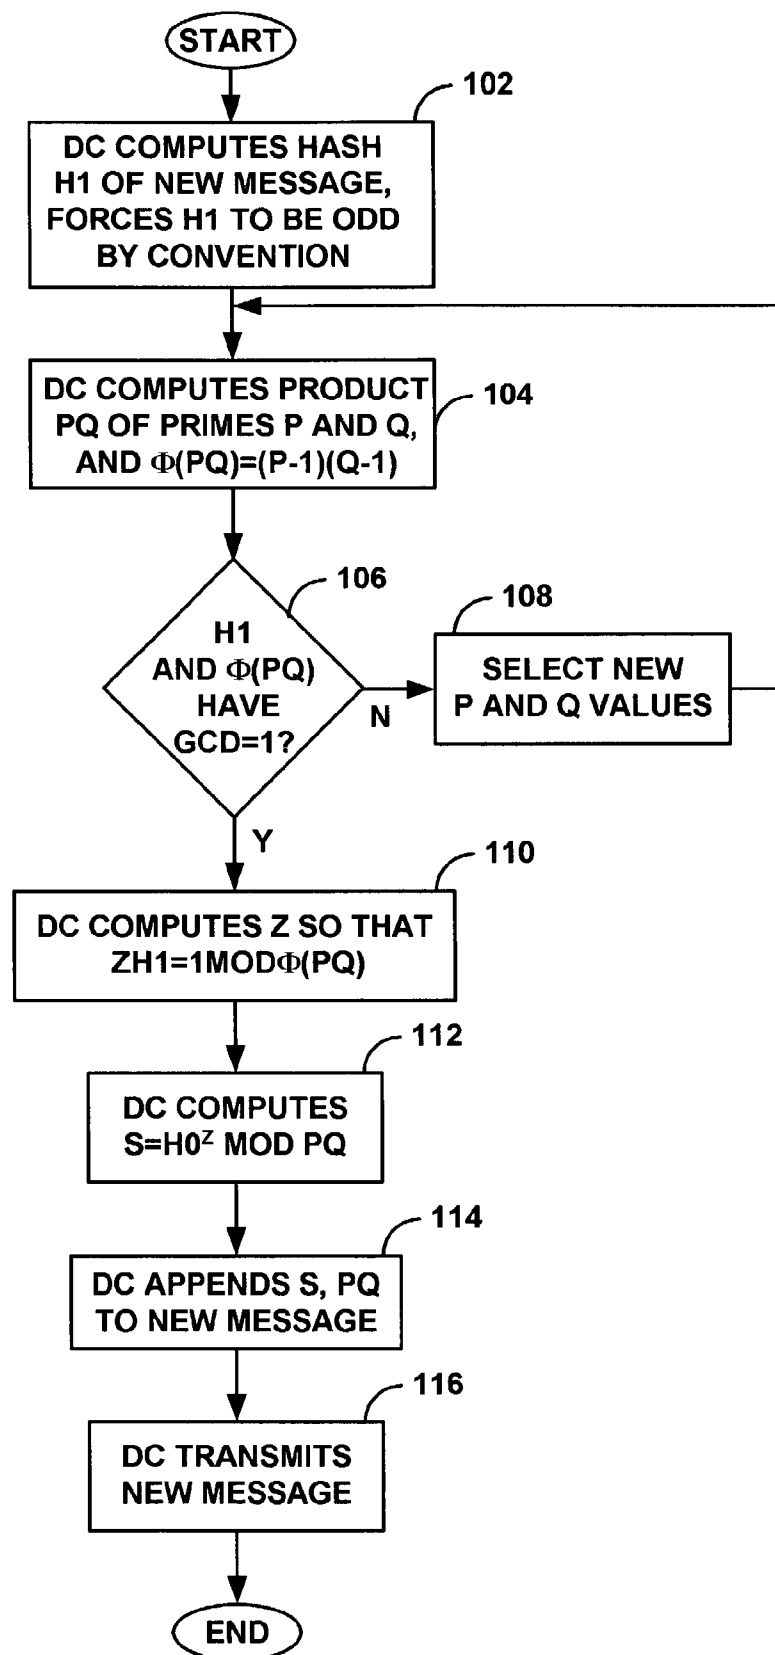 START
102
DC COMPUTES HASH
H1 OF NEW MESSAGE,
FORCES H1 TO BE ODD
BY CONVENTION
DC COMPUTES PRODUCT
PQ OF PRIMES P AND Q,
AND Φ(PQ)=(P-1)(Q-1)
104
106
H1
AND Φ(PQ)
HAVE
GCD=1?
N
108
SELECT NEW
P AND Q VALUES
Y
110
DC COMPUTES Z SO THAT
ZH1=1MODΦ(PQ)
112
DC COMPUTES
S=H0ᶻ MOD PQ
114
DC APPENDS S, PQ
TO NEW MESSAGE
116
DC TRANSMITS
NEW MESSAGE
END